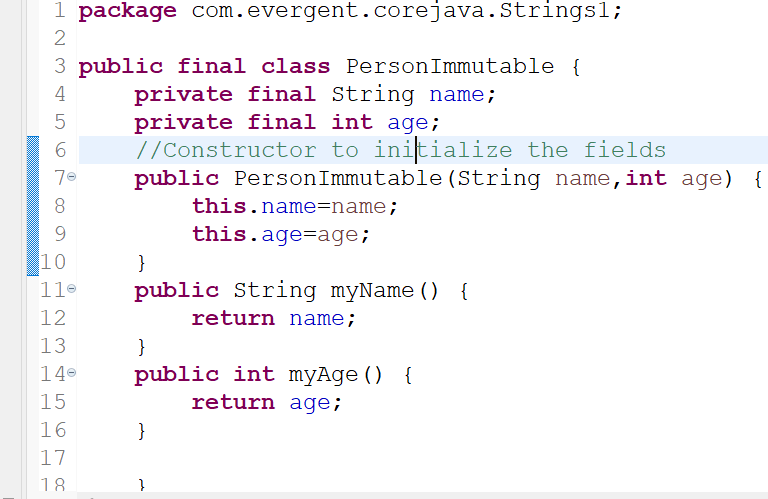 1 package com.evergent.corejava.Strings1;
2
3 public final class PersonImmutable {
4 private final String name;
5 private final int age;
6 //Constructor to initialize the fields
7 public PersonImmutable(String name,int age) {
8 this.name=name;
9 this.age=age;
10 }
11 public String myName() {
12 return name;
13 }
14 public int myAge() {
15 return age;
16 }
17
18 }